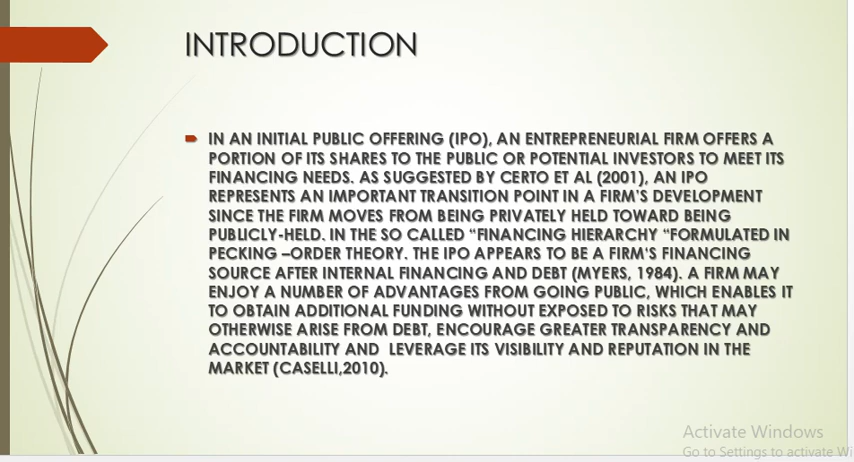 INTRODUCTION
IN AN INITIAL PUBLIC OFFERING (IPO), AN ENTREPRENEURIAL FIRM OFFERS A
PORTION OF ITS SHARES TO THE PUBLIC OR POTENTIAL INVESTORS TO MEET ITS
FINANCING NEEDS. AS SUGGESTED BY CERTO ET AL (2001), AN IPO
REPRESENTS AN IMPORTANT TRANSITION POINT IN A FIRM'S DEVELOPMENT
SINCE THE FIRM MOVES FROM BEING PRIVATELY HELD TOWARD BEING
PUBLICLY-HELD. IN THE SO CALLED “FINANCING HIERARCHY “FORMULATED IN
PECKING –ORDER THEORY. THE IPO APPEARS TO BE A FIRM‘S FINANCING
SOURCE AFTER INTERNAL FINANCING AND DEBT (MYERS, 1984). A FIRM MAY
ENJOY A NUMBER OF ADVANTAGES FROM GOING PUBLIC, WHICH ENABLES IT
TO OBTAIN ADDITIONAL FUNDING WITHOUT EXPOSED TO RISKS THAT MAY
OTHERWISE ARISE FROM DEBT, ENCOURAGE GREATER TRANSPARENCY AND
ACCOUNTABILITY AND  LEVERAGE ITS VISIBILITY AND REPUTATION IN THE
MARKET (CASELLI,2010).
Activate Windows
Go to Settings to activate Wi